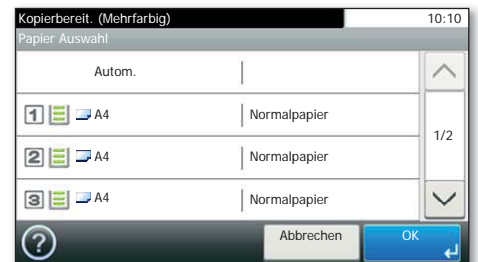 Kopierbereit. (Mehrfarbig) 10:10
Papier Auswahl
Autom.
1 A4 Normalpapier
1/2
2 A4 Normalpapier
3 A4 Normalpapier
? Abbrechen OK